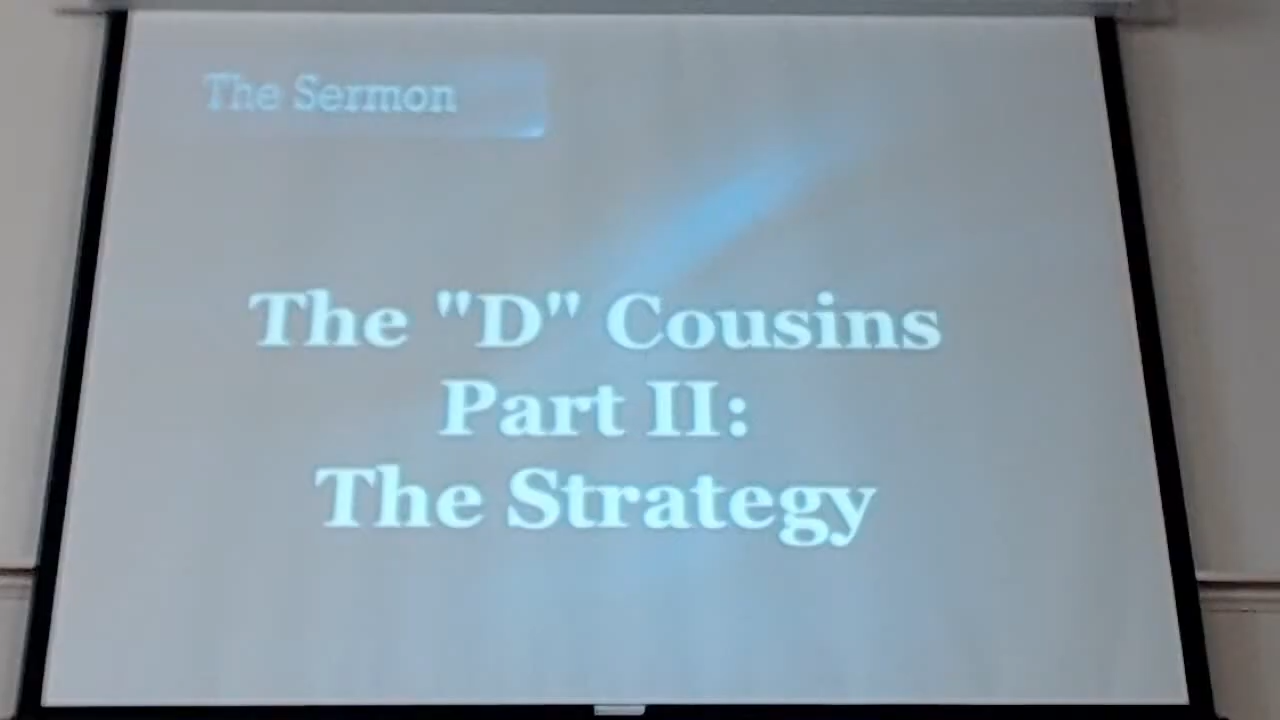 The Sermon
The "D" Cousins
Part II:
The Strategy